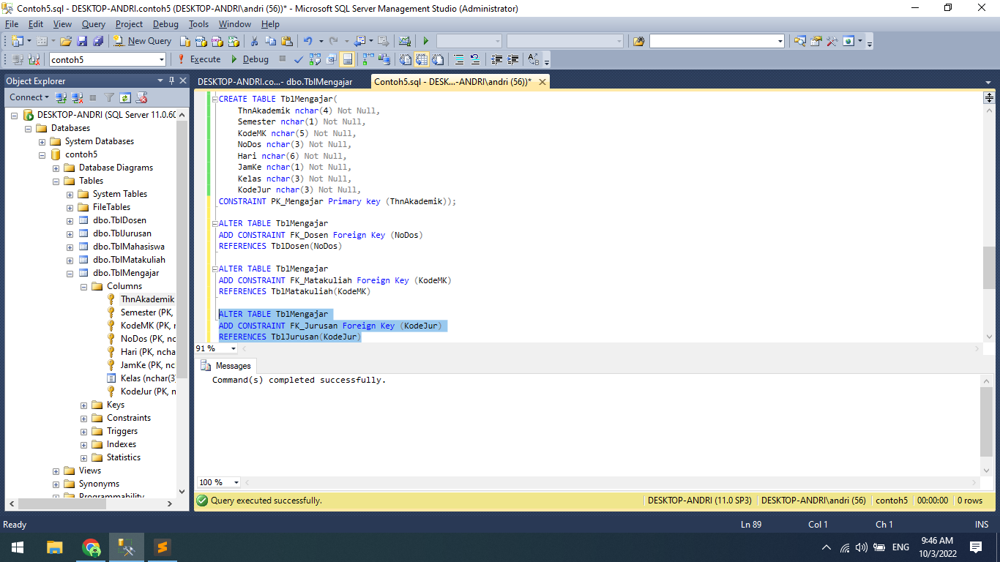 Contoh5.sql - DESKTOP-ANDRI.contoh5 (DESKTOP-ANDRI\andri (56))* - Microsoft SQL Server Management Studio (Administrator)
File Edit View Query Project Debug Tools Window Help
New Query
contoh5 Execute Debug
Object Explorer
Connect
DESKTOP-ANDRI (SQL Server 11.0.60
Databases
System Databases
contoh5
Database Diagrams
Tables
System Tables
FileTables
dbo.TblDosen
dbo.TblJurusan
dbo.TblMahasiswa
dbo.TblMatakuliah
dbo.TblMengajar
Columns
ThnAkademik
Semester (PK,
KodeMK (PK, n
NoDos (PK, nc
Hari (PK, ncha
JamKe (PK, nc
Kelas (nchar(3)
KodeJur (PK, n
Keys
Constraints
Triggers
Indexes
Statistics
Views
Synonyms
Programmability
DESKTOP-ANDRI.co...- dbo.TblMengajar
Contoh5.sql - DESK...-ANDRI\andri (56))*
CREATE TABLE TblMengajar(
ThnAkademik nchar(4) Not Null,
Semester nchar(1) Not Null,
KodeMK nchar(5) Not Null,
NoDos nchar(3) Not Null,
Hari nchar(6) Not Null,
JamKe nchar(1) Not Null,
Kelas nchar(3) Not Null,
KodeJur nchar(3) Not Null,
CONSTRAINT PK_Mengajar Primary key (ThnAkademik));
ALTER TABLE TblMengajar
ADD CONSTRAINT FK_Dosen Foreign Key (NoDos)
REFERENCES TblDosen(NoDos)
ALTER TABLE TblMengajar
ADD CONSTRAINT FK_Matakuliah Foreign Key (KodeMK)
REFERENCES TblMatakuliah(KodeMK)
ALTER TABLE TblMengajar
ADD CONSTRAINT FK_Jurusan Foreign Key (KodeJur)
REFERENCES TblJurusan(KodeJur)
91 %
Messages
Command(s) completed successfully.
100 %
Query executed successfully. DESKTOP-ANDRI (11.0 SP3) DESKTOP-ANDRI\andri (56) contoh5 00:00:00 0 rows
Ready Ln 89 Col 1 Ch 1 INS
ENG
9:46 AM
10/3/2022